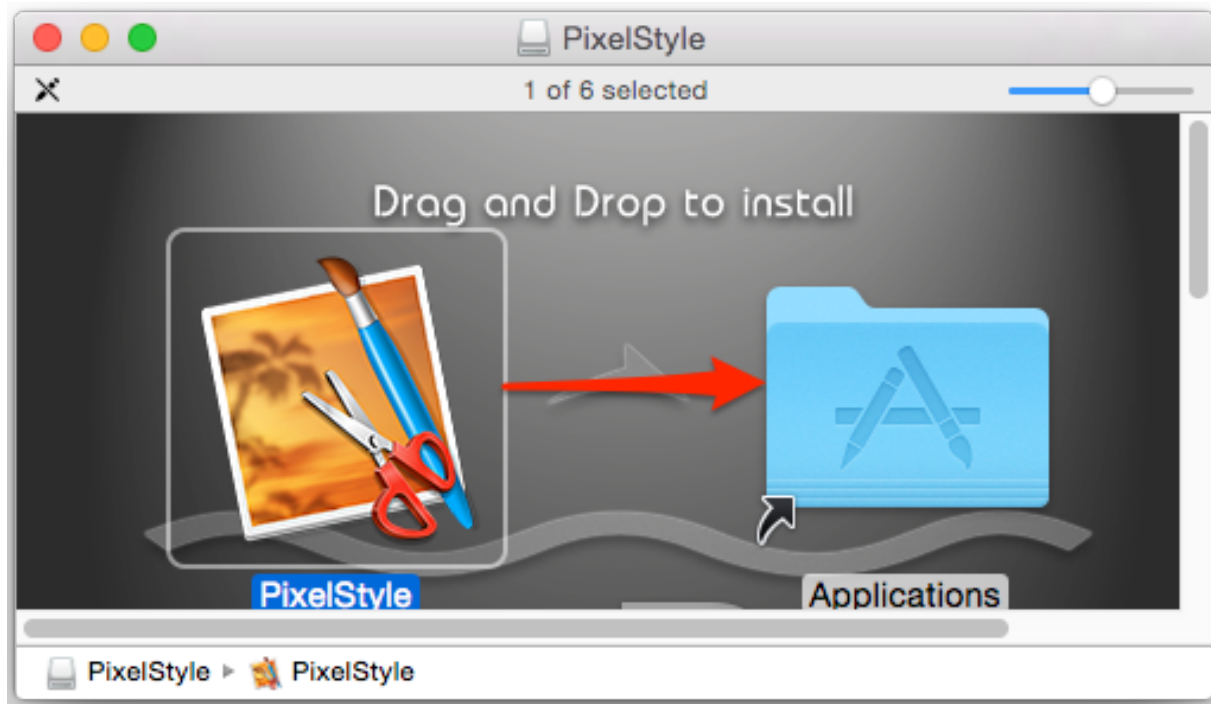 PixelStyle
1 of 6 selected
Drag and Drop to install
PixelStyle
Applications
PixelStyle PixelStyle